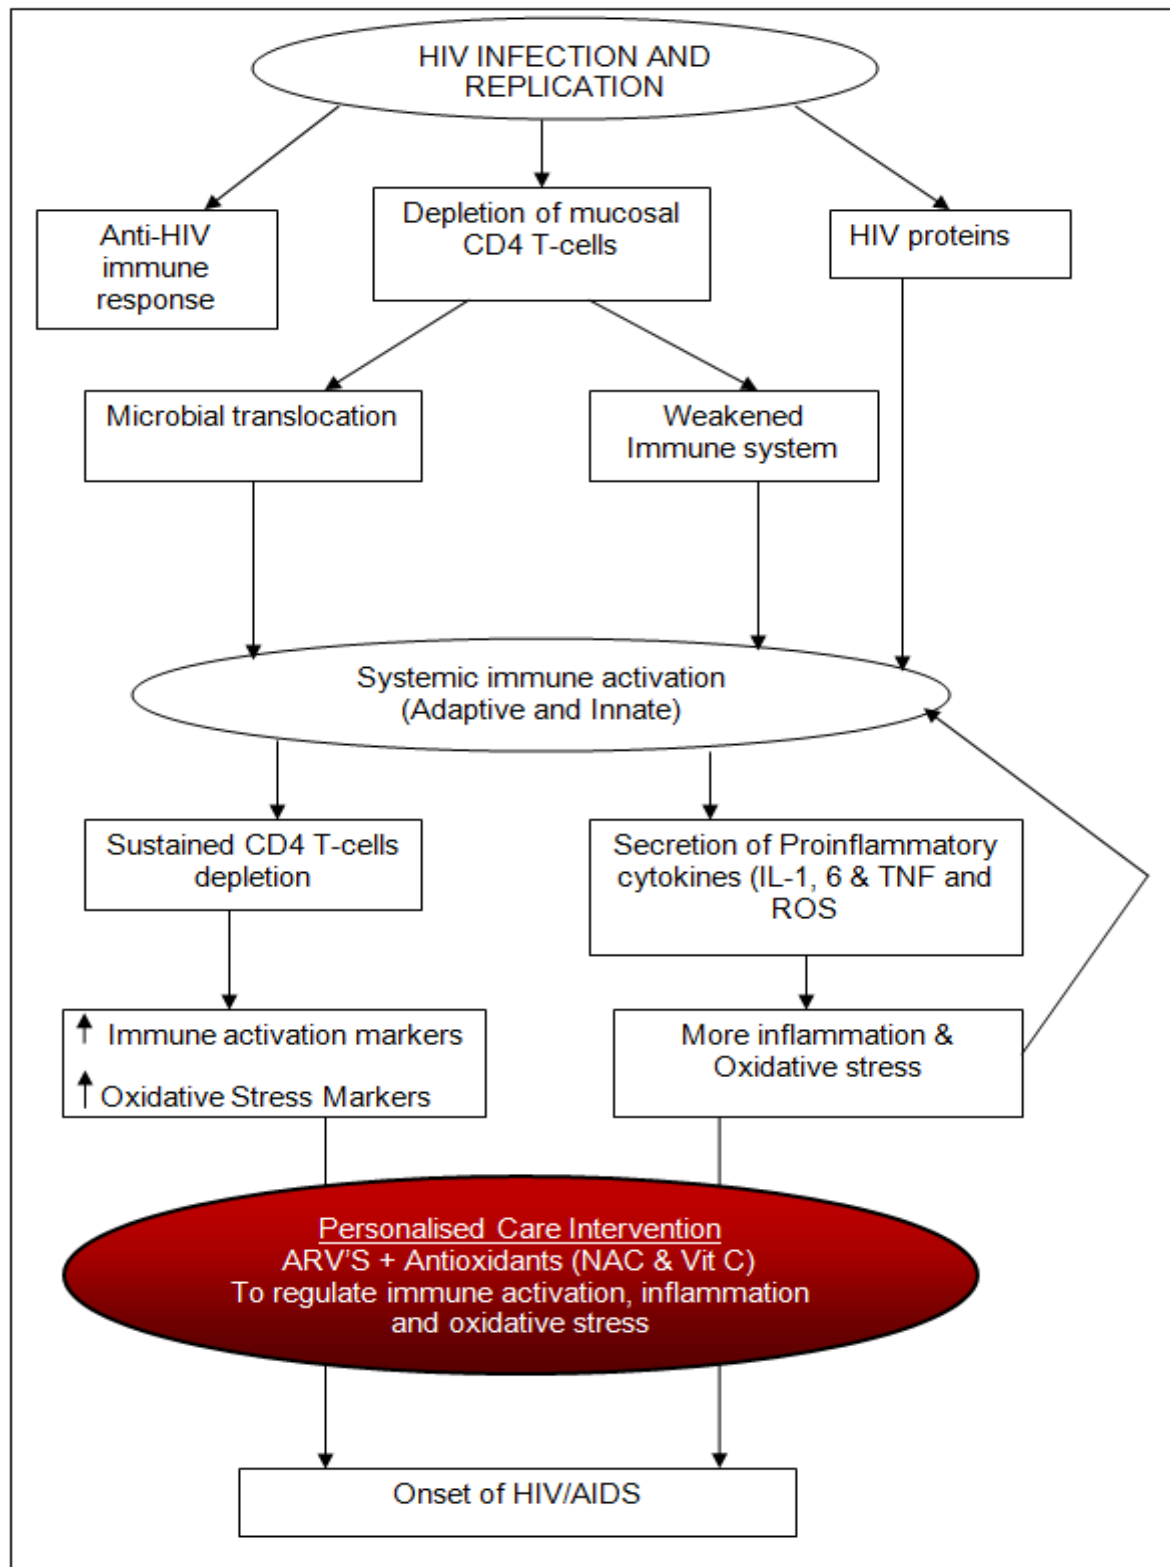 HIV INFECTION AND
REPLICATION
Anti-HIV
immune
response
Depletion of mucosal
CD4 T-cells
HIV proteins
Microbial translocation
Weakened
Immune system
Systemic immune activation
(Adaptive and Innate)
Sustained CD4 T-cells
depletion
Secretion of Proinflammatory
cytokines (IL-1, 6 & TNF and
ROS
Immune activation markers
Oxidative Stress Markers
More inflammation &
Oxidative stress
Personalised Care Intervention
ARV'S + Antioxidants (NAC & Vit C)
To regulate immune activation, inflammation
and oxidative stress
Onset of HIV/AIDS